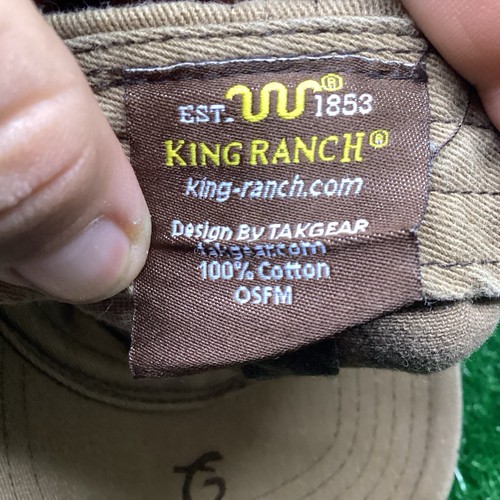 ®
EST. 1853
KING RANCH®
king-ranch.com
Design By TAKGEAR
takgear.com
100% Cotton
OSFM